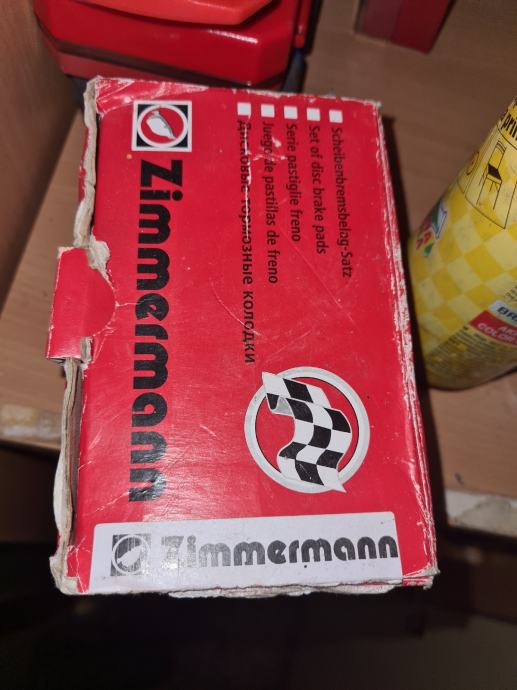 Zimmermann
Scheibenbremsbelag-Satz
Set of disc brake pads
Serie pastiglie freno
Juego de pastillas de freno
Дисковые тормозные колодки
Zimmermann